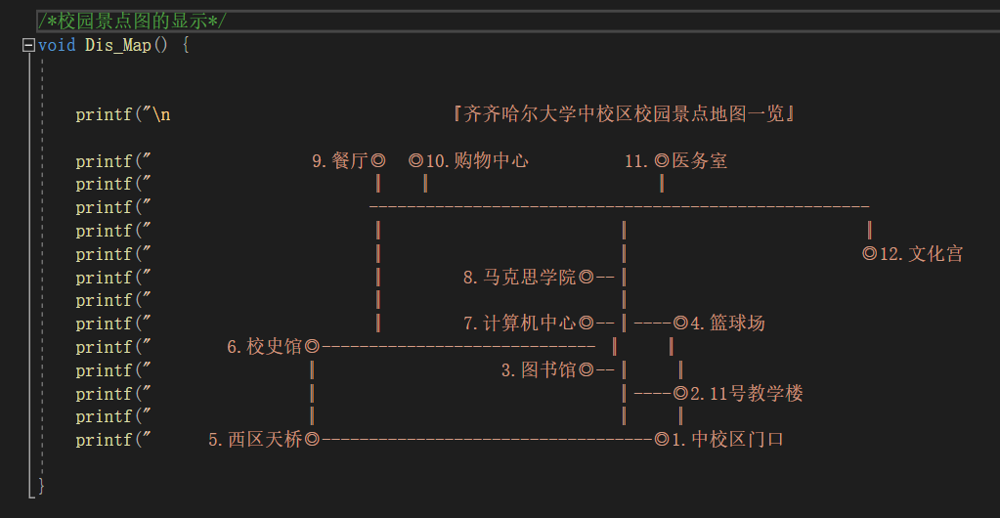 /*校园景点图的显示*/
void Dis_Map() {
printf("\n                              『齐齐哈尔大学中校区校园景点地图一览』
printf("                 9.餐厅◎  ◎10.购物中心          11.◎医务室
printf("                        ‖    ‖                        ‖
printf("                       -----------------------------------------------------
printf("                        ‖                         ‖                         ‖
printf("                        ‖                         ‖                         ◎12.文化宫
printf("                        ‖        8.马克思学院◎--‖
printf("                        ‖                         ‖
printf("                        ‖        7.计算机中心◎--‖----◎4.篮球场
printf("        6.校史馆◎----------------------------- ‖     ‖
printf("                 ‖                   3.图书馆◎--‖     ‖
printf("                 ‖                                ‖----◎2.11号教学楼
printf("                 ‖                                ‖     ‖
printf("      5.西区天桥◎-----------------------------------◎1.中校区门口
}